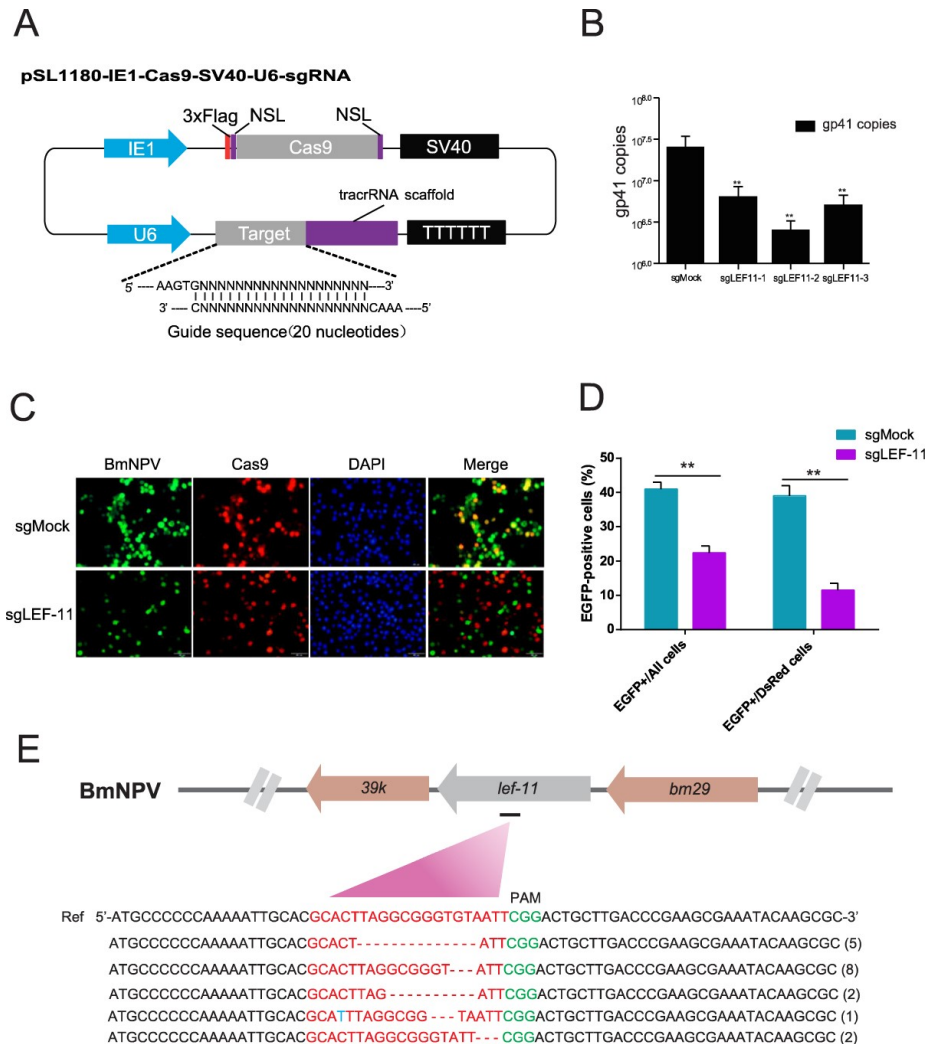 A
pSL1180-IE1-Cas9-SV40-U6-sgRNA
3xFlag NSL NSL
IE1 Cas9 SV40
tracrRNA scaffold
U6 Target TTTTTT
5' ---- AAGTGNNNNNNNNNNNNNNNNNNN----3'
3' ---- CNNNNNNNNNNNNNNNNNNNCAAA ----5'
Guide sequence(20 nucleotides)
B
gp41 copies
10^8.0
10^7.5
10^7.0
10^6.5
10^6.0
gp41 copies
**
**
**
sgMock sgLEF11-1 sgLEF11-2 sgLEF11-3
C
BmNPV Cas9 DAPI Merge
sgMock
sgLEF-11
D
sgMock
sgLEF-11
EGFP-positive cells (%)
50
40
30
20
10
0
** **
EGFP+/All cells EGFP+/DsRed cells
E
BmNPV 39k lef-11 bm29
PAM
Ref 5'-ATGCCCCCCAAAAATTGCACGCACTTAGGCGGGTGTAATTCGGACTGCTTGACCCGAAGCGAAATACAAGCGC-3'
ATGCCCCCCAAAAATTGCACGCACT--------------ATTCGGACTGCTTGACCCGAAGCGAAATACAAGCGC (5)
ATGCCCCCCAAAAATTGCACGCACTTAGGCGGGT---ATTCGGACTGCTTGACCCGAAGCGAAATACAAGCGC (8)
ATGCCCCCCAAAAATTGCACGCACTTAG----------ATTCGGACTGCTTGACCCGAAGCGAAATACAAGCGC (2)
ATGCCCCCCAAAAATTGCACGCATTTAGGCGG---TAATTCGGACTGCTTGACCCGAAGCGAAATACAAGCGC (1)
ATGCCCCCCAAAAATTGCACGCACTTAGGCGGGTATT---CGGACTGCTTGACCCGAAGCGAAATACAAGCGC (2)